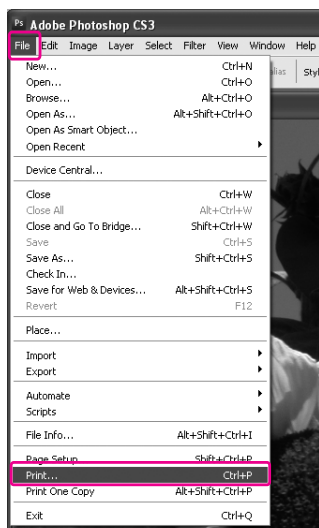 Ps Adobe Photoshop CS3
File Edit Image Layer Select Filter View Window Help
New... Ctrl+N
Open... Ctrl+O
Browse... Alt+Ctrl+O
Open As... Alt+Shift+Ctrl+O
Open As Smart Object...
Open Recent
Device Central...
Close Ctrl+W
Close All Alt+Ctrl+W
Close and Go To Bridge... Shift+Ctrl+W
Save Ctrl+S
Save As... Shift+Ctrl+S
Check In...
Save for Web & Devices... Alt+Shift+Ctrl+S
Revert F12
Place...
Import
Export
Automate
Scripts
File Info... Alt+Shift+Ctrl+I
Page Setup Shift+Ctrl+P
Print... Ctrl+P
Print One Copy Alt+Shift+Ctrl+P
Exit Ctrl+Q